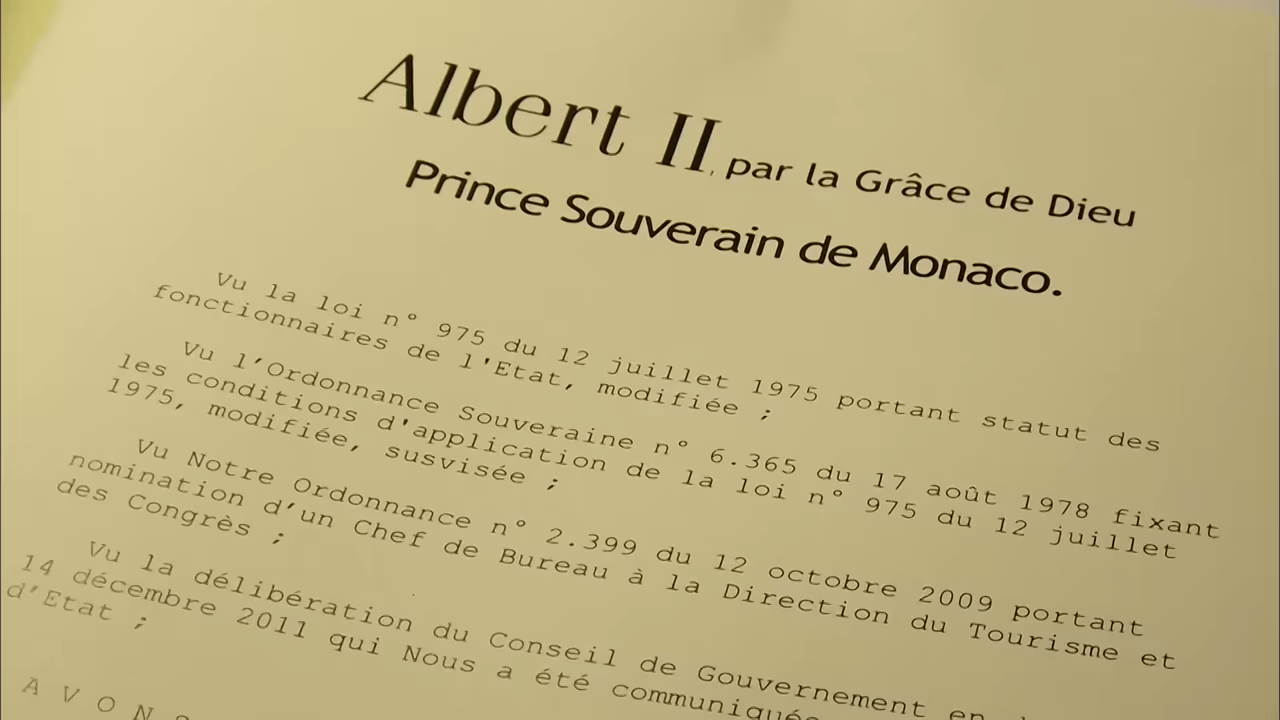 Albert II, par la Grâce de Dieu
Prince Souverain de Monaco.
Vu la loi n° 975 du 12 juillet 1975 portant statut des
fonctionnaires de l'Etat, modifiée ;
Vu l'Ordonnance Souveraine n° 6.365 du 17 août 1978 fixant
les conditions d'application de la loi n° 975 du 12 juillet
1975, modifiée, susvisée ;
Vu Notre Ordonnance n° 2.399 du 12 octobre 2009 portant
nomination d'un Chef de Bureau à la Direction du Tourisme et
des Congrès ;
Vu la délibération du Conseil de Gouvernement en
14 décembre 2011 qui Nous a été communiquée
d'Etat ;
A V O N S